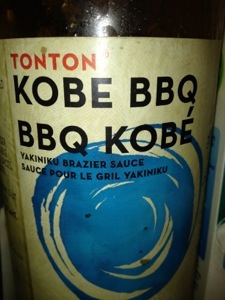 TONTON
KOBE BBQ
BBQ KOBÉ
YAKINIKU BRAZIER SAUCE
SAUCE POUR LE GRIL YAKINIKU